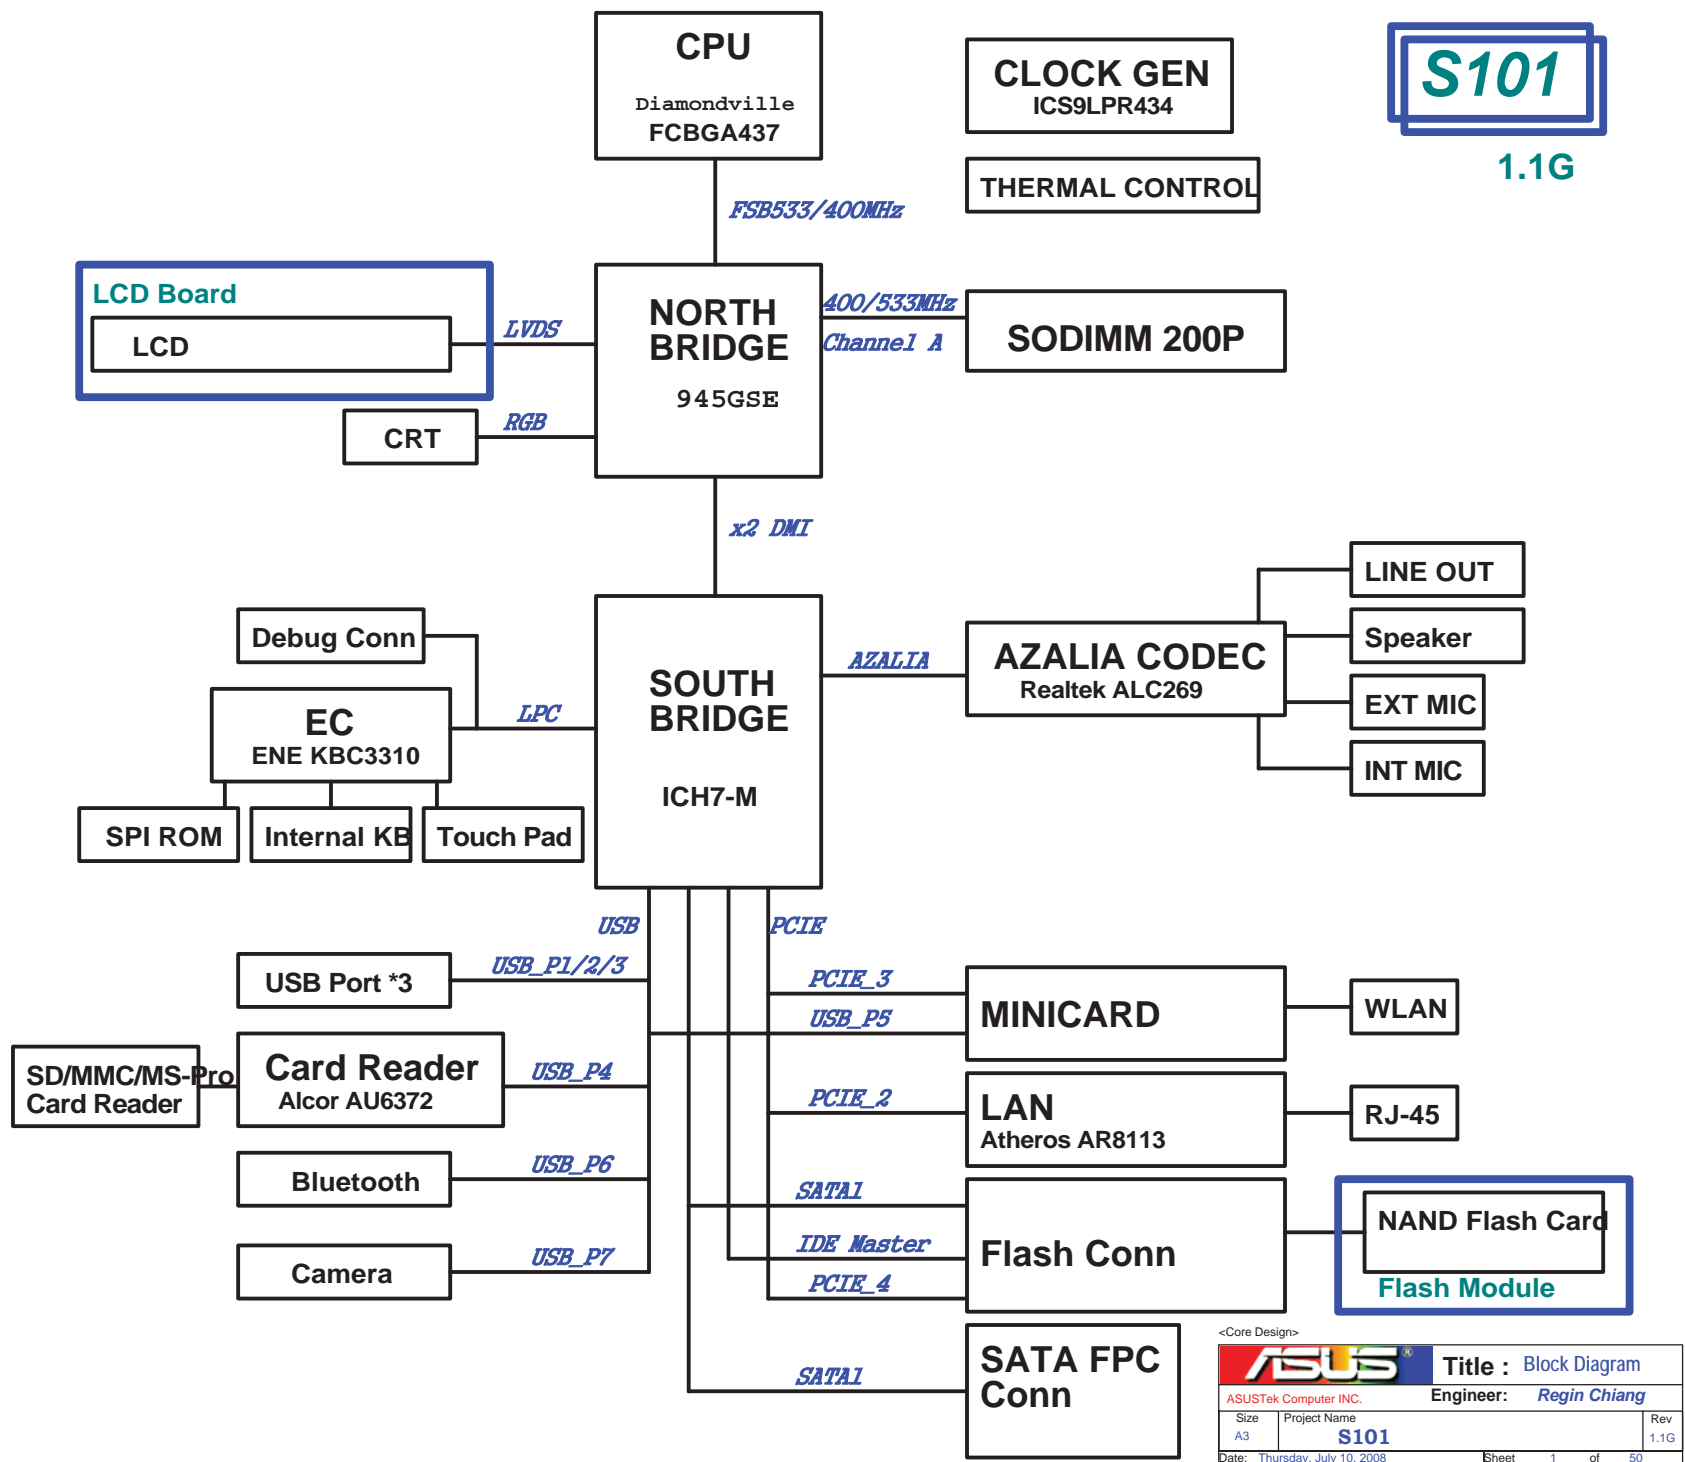 CPU
Diamondville
FCBGA437
CLOCK GEN
ICS9LPR434
THERMAL CONTROL
S101
1.1G
FSB533/400MHz
LCD Board
LCD
LVDS
NORTH
BRIDGE
945GSE
400/533MHz
Channel A
SODIMM 200P
CRT
RGB
x2 DMI
Debug Conn
EC
ENE KBC3310
LPC
SPI ROM
Internal KB
Touch Pad
SOUTH
BRIDGE
ICH7-M
AZALIA
AZALIA CODEC
Realtek ALC269
LINE OUT
Speaker
EXT MIC
INT MIC
USB
PCIE
USB Port *3
USB_P1/2/3
SD/MMC/MS-Pro
Card Reader
Card Reader
Alcor AU6372
USB_P4
Bluetooth
USB_P6
Camera
USB_P7
PCIE_3
USB_P5
MINICARD
WLAN
PCIE_2
LAN
Atheros AR8113
RJ-45
SATA1
IDE Master
PCIE_4
Flash Conn
NAND Flash Card
Flash Module
SATA1
SATA FPC
Conn
<Core Design>
ASUS ®
Title : Block Diagram
ASUSTek Computer INC.
Engineer: Regin Chiang
Size
A3
Project Name
S101
Rev
1.1G
Date: Thursday, July 10, 2008
Sheet 1 of 50